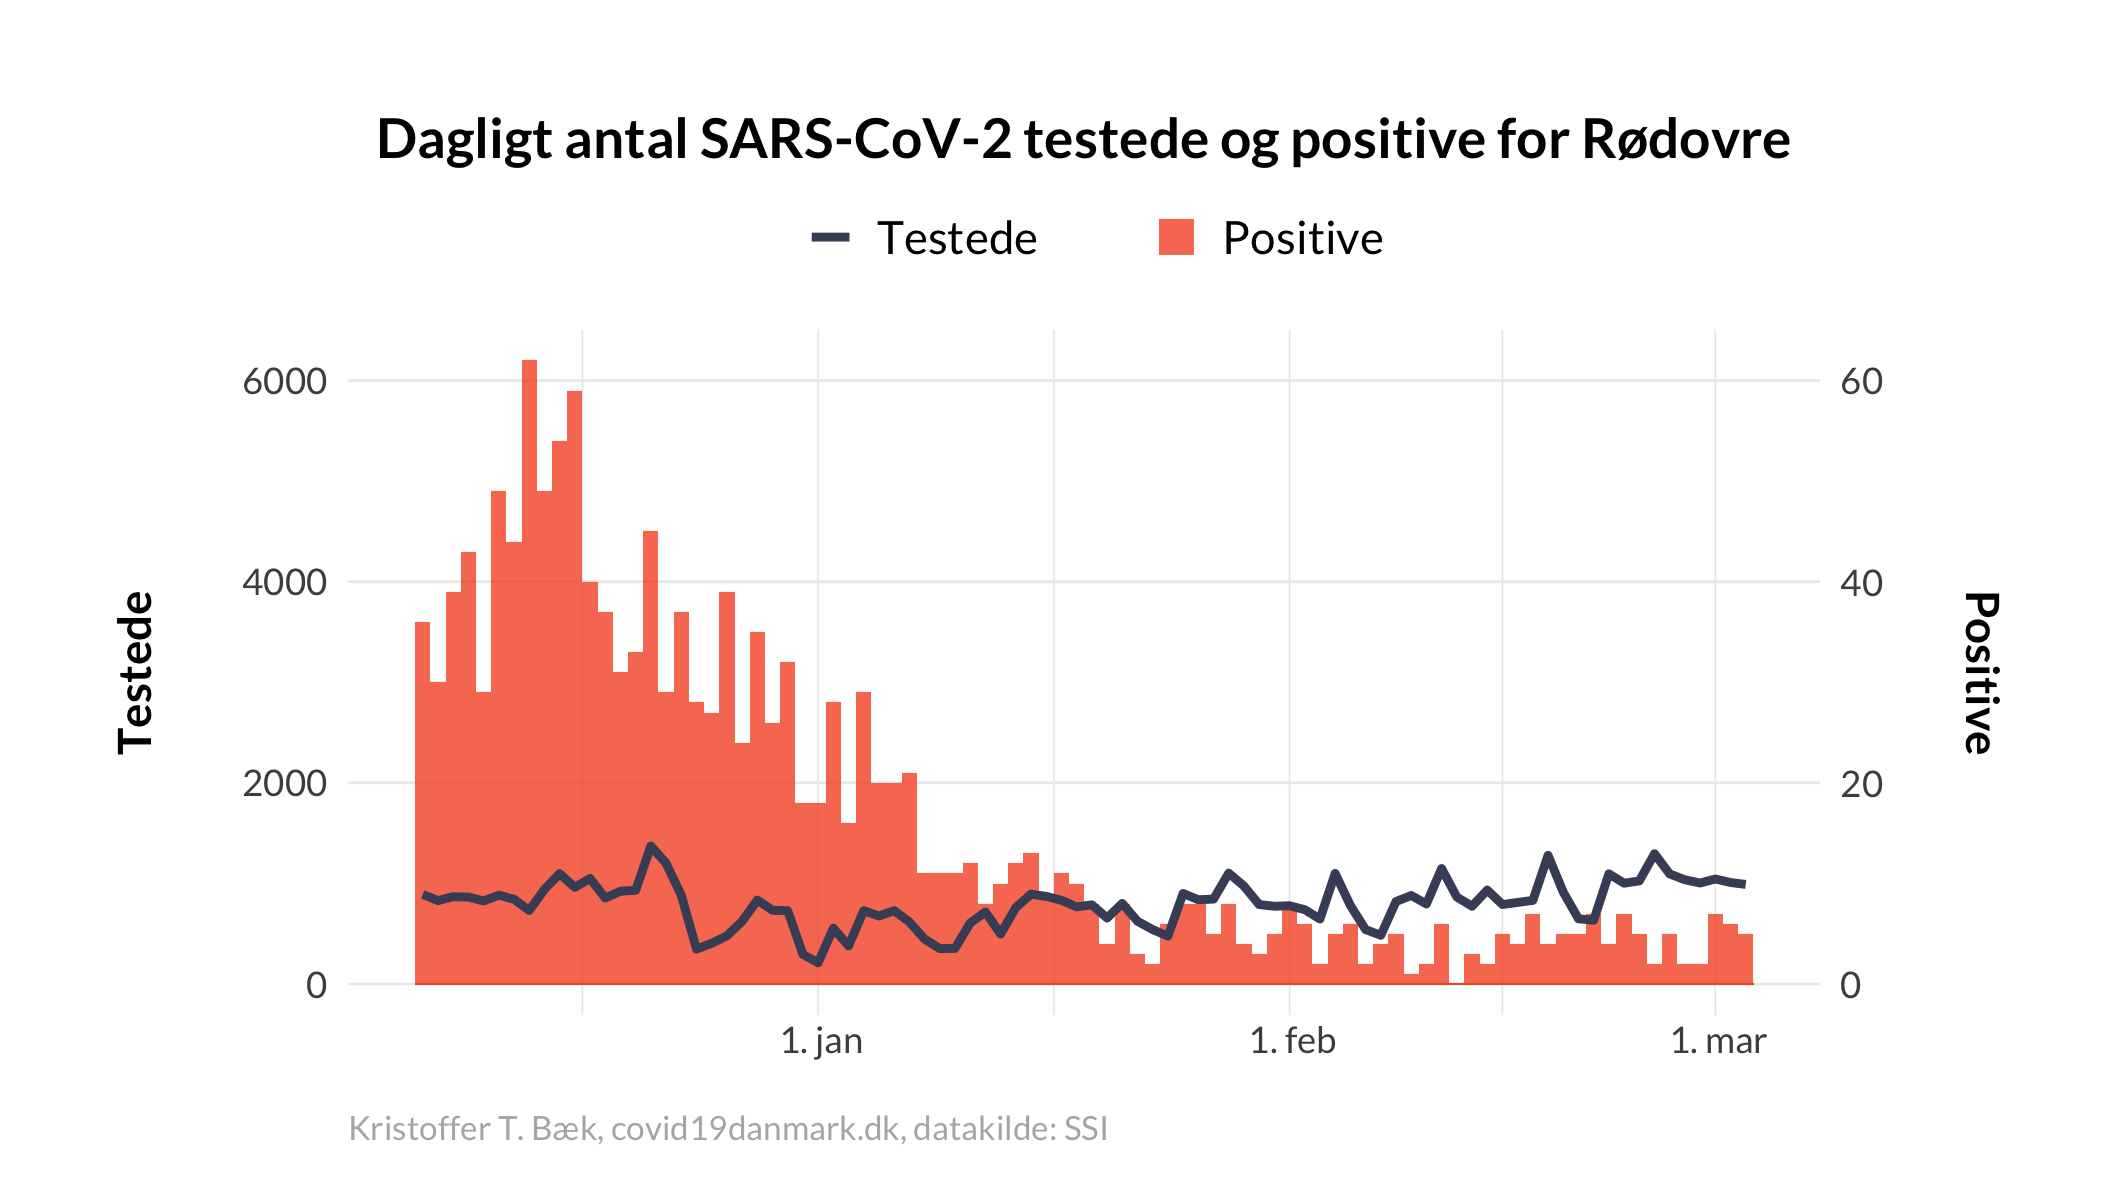 Dagligt antal SARS-CoV-2 testede og positive for Rødovre
Testede Positive
6000 60
4000 40
2000 20
0 0
Testede
Positive
1. jan 1. feb 1. mar
Kristoffer T. Bæk, covid19danmark.dk, datakilde: SSI